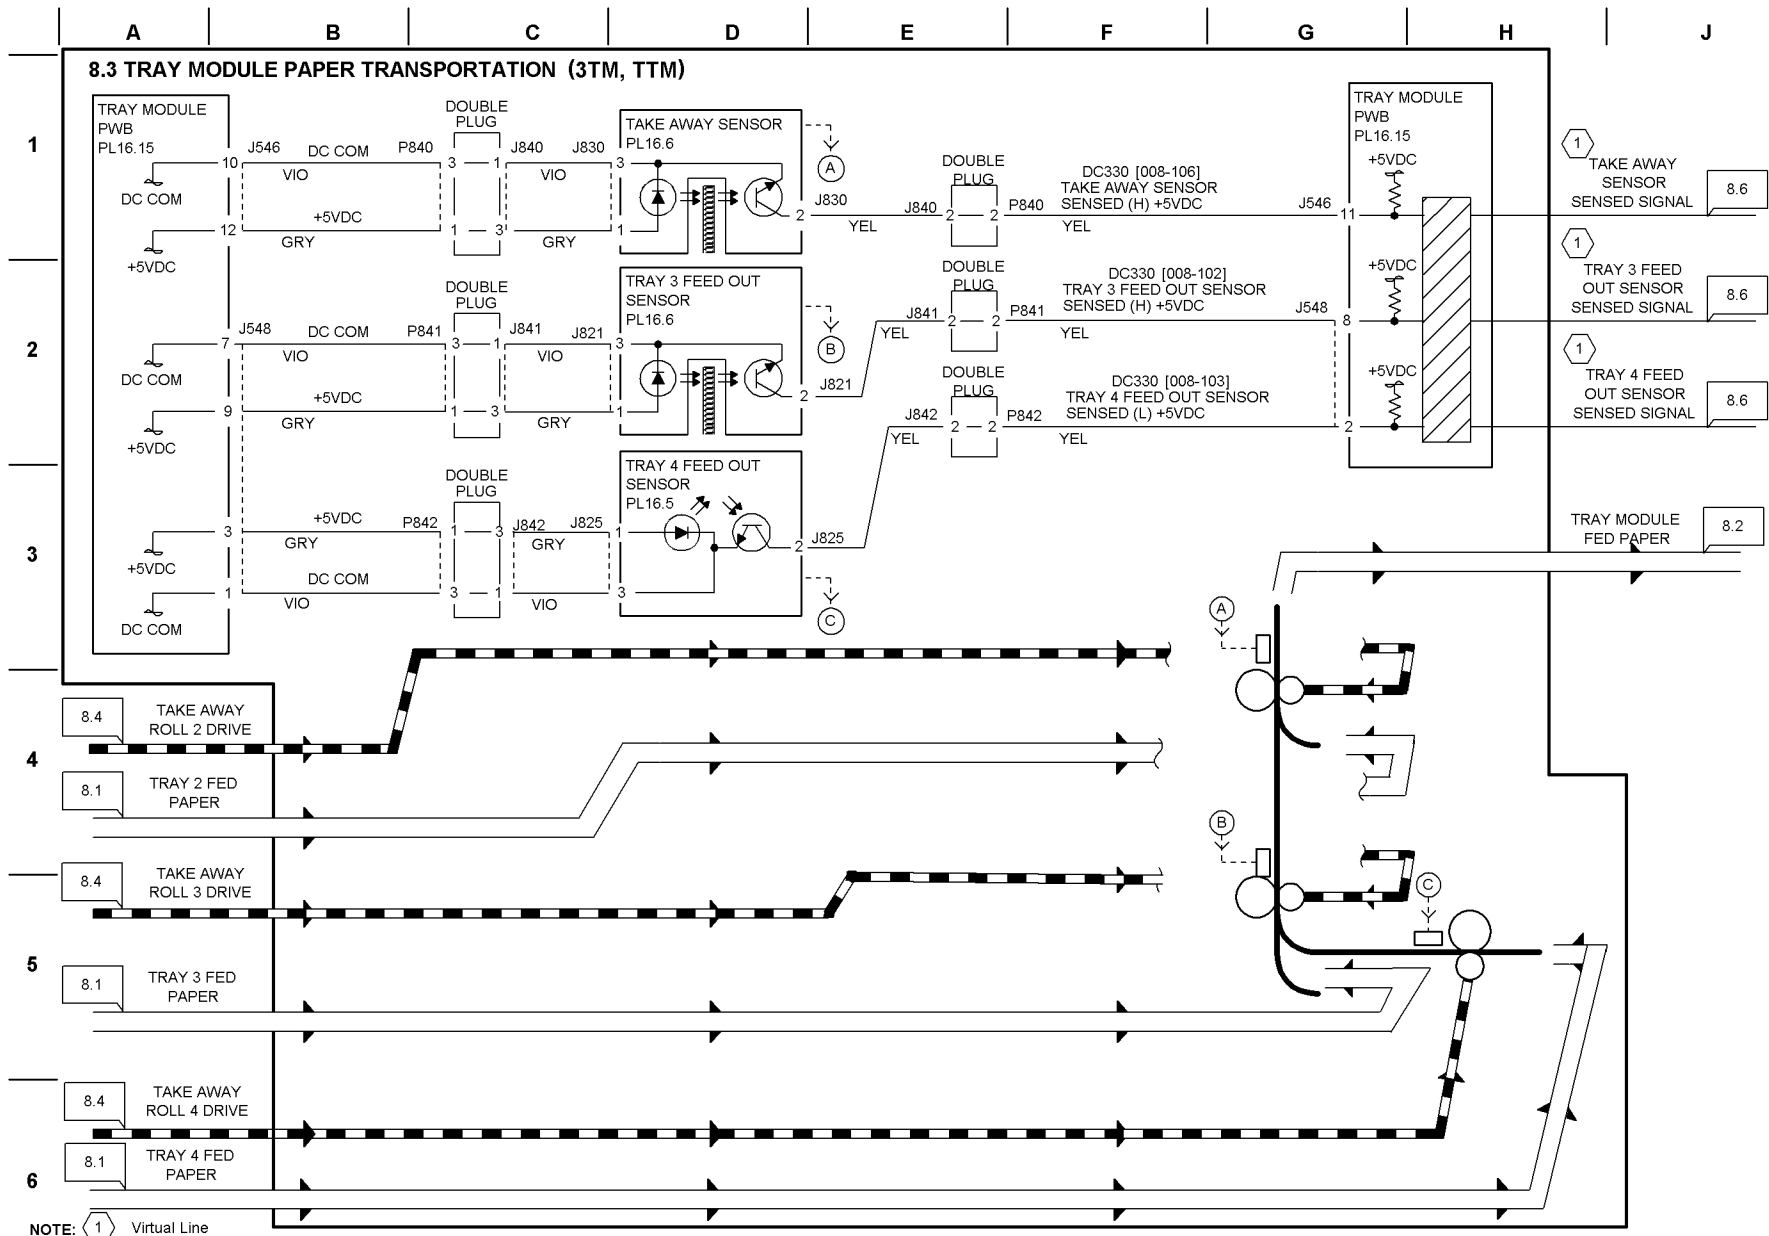 A B C D E F G H J
8.3 TRAY MODULE PAPER TRANSPORTATION (3TM, TTM)
1
TRAY MODULE
PWB
PL16.15
DC COM
+5VDC
10
12
J546
DC COM
VIO
+5VDC
GRY
P840
DOUBLE
PLUG
3 1
1 3
J840
VIO
GRY
J830
3
1
TAKE AWAY SENSOR
PL16.6
2
A
J830
YEL
J840
DOUBLE
PLUG
2 2
P840
DC330 [008-106]
TAKE AWAY SENSOR
SENSED (H) +5VDC
YEL
J546
11
TRAY MODULE
PWB
PL16.15
+5VDC
1
TAKE AWAY
SENSOR
SENSED SIGNAL
8.6
2
DC COM
+5VDC
7
9
J548
DC COM
VIO
+5VDC
GRY
P841
DOUBLE
PLUG
3 1
1 3
J841
VIO
GRY
J821
3
1
TRAY 3 FEED OUT
SENSOR
PL16.6
2
B
J821
YEL
J841
DOUBLE
PLUG
2 2
P841
DC330 [008-102]
TRAY 3 FEED OUT SENSOR
SENSED (H) +5VDC
YEL
J548
8
+5VDC
1
TRAY 3 FEED
OUT SENSOR
SENSED SIGNAL
8.6
YEL
J842
DOUBLE
PLUG
2 2
P842
DC330 [008-103]
TRAY 4 FEED OUT SENSOR
SENSED (L) +5VDC
YEL
2
+5VDC
1
TRAY 4 FEED
OUT SENSOR
SENSED SIGNAL
8.6
3
+5VDC
DC COM
3
1
+5VDC
GRY
DC COM
VIO
P842
DOUBLE
PLUG
1 3
3 1
J842
GRY
VIO
J825
1
3
TRAY 4 FEED OUT
SENSOR
PL16.5
2
J825
C
TRAY MODULE
FED PAPER
8.2
A
4
8.4
TAKE AWAY
ROLL 2 DRIVE
8.1
TRAY 2 FED
PAPER
B
8.4
TAKE AWAY
ROLL 3 DRIVE
C
5
8.1
TRAY 3 FED
PAPER
8.4
TAKE AWAY
ROLL 4 DRIVE
6
8.1
TRAY 4 FED
PAPER
NOTE: 1 Virtual Line